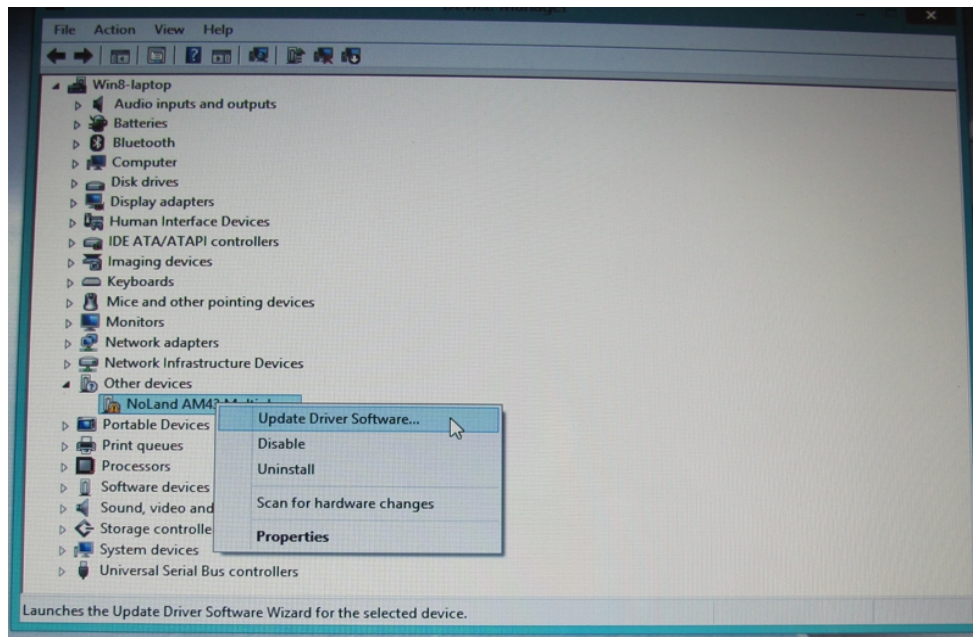 File Action View Help
Win8-laptop
Audio inputs and outputs
Batteries
Bluetooth
Computer
Disk drives
Display adapters
Human Interface Devices
IDE ATA/ATAPI controllers
Imaging devices
Keyboards
Mice and other pointing devices
Monitors
Network adapters
Network Infrastructure Devices
Other devices
NoLand AM43
Portable Devices
Print queues
Processors
Software devices
Sound, video and
Storage controlle
System devices
Universal Serial Bus controllers
Update Driver Software...
Disable
Uninstall
Scan for hardware changes
Properties
Launches the Update Driver Software Wizard for the selected device.